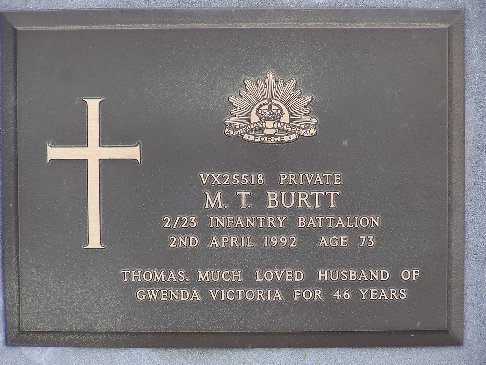 VX25518 PRIVATE
M. T. BURTT
2/23 INFANTRY BATTALION
2ND APRIL 1992 AGE 73
THOMAS. MUCH LOVED HUSBAND OF
GWENDA VICTORIA FOR 46 YEARS